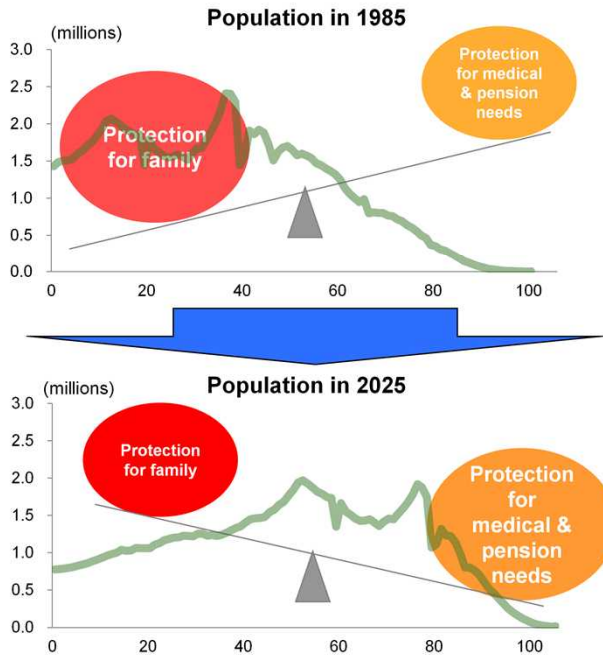 Population in 1985
(millions)
3.0
2.5
2.0
1.5
1.0
0.5
0.0
0 20 40 60 80 100
Protection
for family
Protection
for medical
& pension
needs
Population in 2025
(millions)
3.0
2.5
2.0
1.5
1.0
0.5
0.0
0 20 40 60 80 100
Protection
for family
Protection
for
medical &
pension
needs